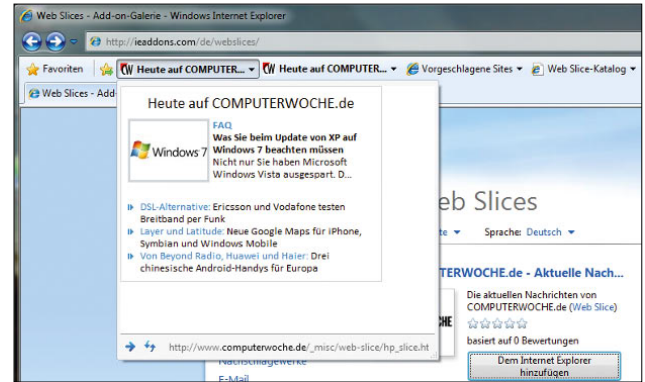 Web Slices - Add-on-Galerie - Windows Internet Explorer
http://ieaddons.com/de/webslices/
Favoriten
Heute auf COMPUTER...
Heute auf COMPUTER...
Vorgeschlagene Sites
Web Slice-Katalog
Web Slices - Add-
Heute auf COMPUTERWOCHE.de
Windows 7
FAQ
Was Sie beim Update von XP auf
Windows 7 beachten müssen
Nicht nur Sie haben Microsoft
Windows Vista ausgespart. D...
DSL-Alternative: Ericsson und Vodafone testen
Breitband per Funk
Layer und Latitude: Neue Google Maps für iPhone,
Symbian und Windows Mobile
Von Beyond Radio, Huawei und Haier: Drei
chinesische Android-Handys für Europa
http://www.computerwoche.de/_misc/web-slice/hp_slice.ht
eb Slices
te
Sprache: Deutsch
TERWOCHE.de - Aktuelle Nach...
Die aktuellen Nachrichten von
COMPUTERWOCHE.de (Web Slice)
HE
basiert auf 0 Bewertungen
Dem Internet Explorer
hinzufügen
Nachschlagewerke
E-Mail